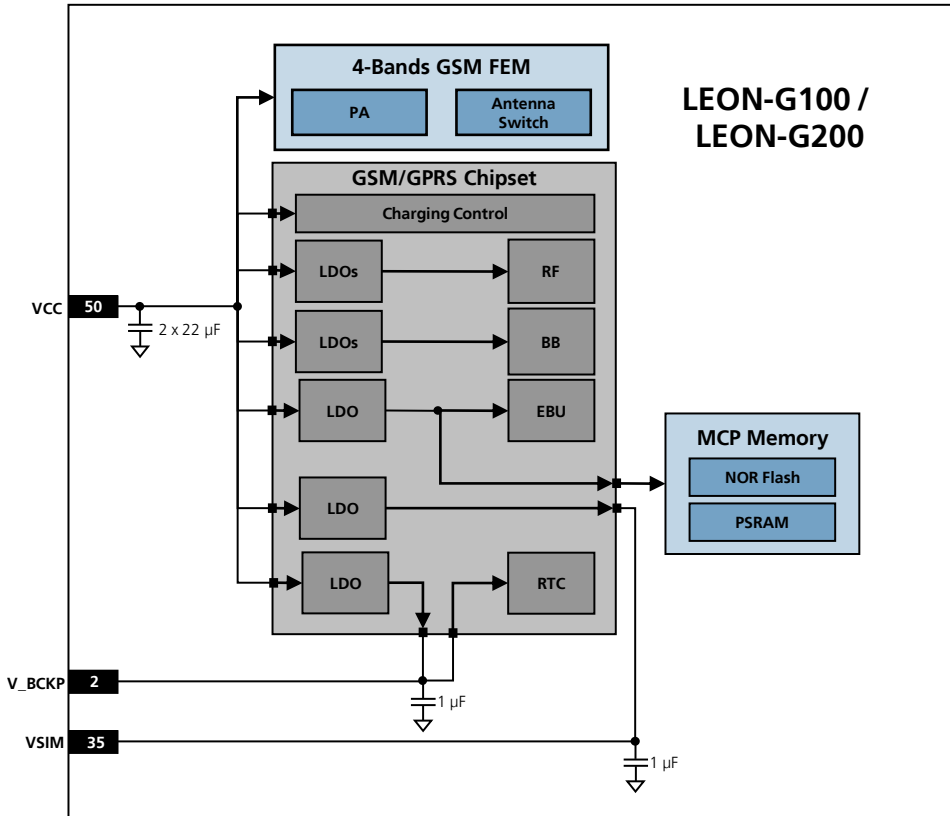 4-Bands GSM FEM
PA
Antenna
Switch
LEON-G100 /
LEON-G200
GSM/GPRS Chipset
Charging Control
LDOs
RF
VCC
50
2 x 22 µF
LDOs
BB
LDO
EBU
MCP Memory
NOR Flash
PSRAM
LDO
LDO
RTC
V_BCKP
2
1 µF
VSIM
35
1 µF